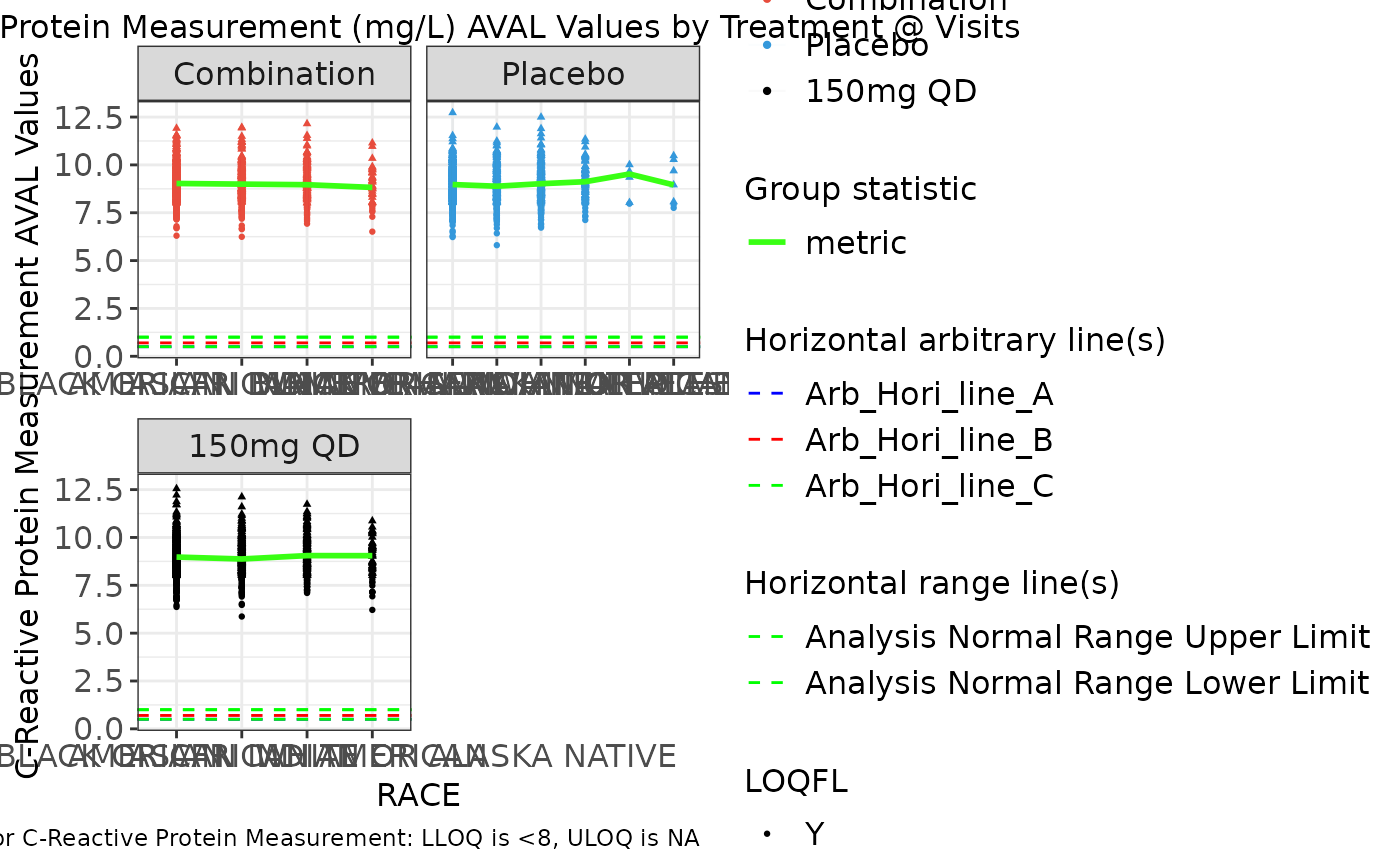 Protein Measurement (mg/L) AVAL Values by Treatment @ Visits
C-Reactive Protein Measurement AVAL Values
Combination
Placebo
12.5
10.0
7.5
5.0
2.5
0.0
150mg QD
12.5
10.0
7.5
5.0
2.5
0.0
ALASKA NATIVE
RACE
or C-Reactive Protein Measurement: LLOQ is <8, ULOQ is NA
Combination
Placebo
150mg QD
Group statistic
metric
Horizontal arbitrary line(s)
Arb_Hori_line_A
Arb_Hori_line_B
Arb_Hori_line_C
Horizontal range line(s)
Analysis Normal Range Upper Limit
Analysis Normal Range Lower Limit
LOQFL
Y